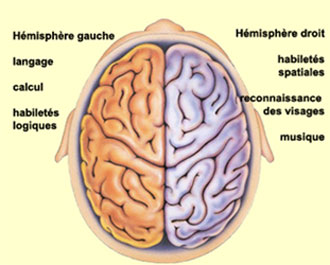 Hémisphère gauche
langage
calcul
habiletés
logiques
Hémisphère droit
habiletés
spatiales
reconnaissance
des visages
musique